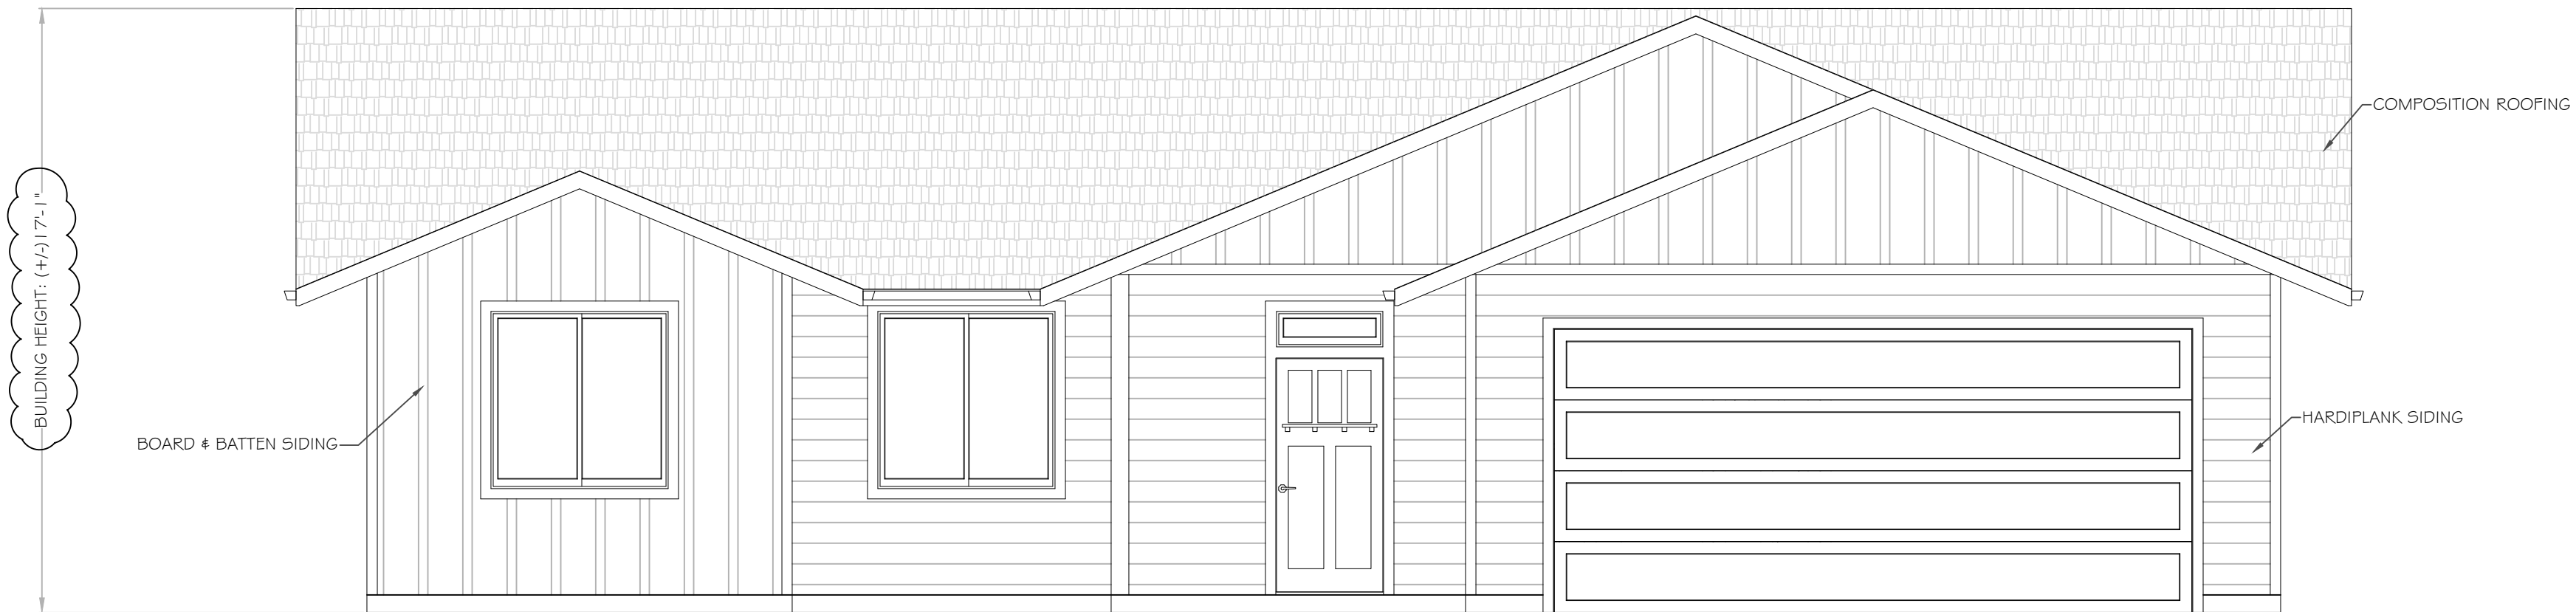 BUILDING HEIGHT: (+/-)17'-1"
COMPOSITION ROOFING
HARDIPLANK SIDING
BOARD & BATTEN SIDING